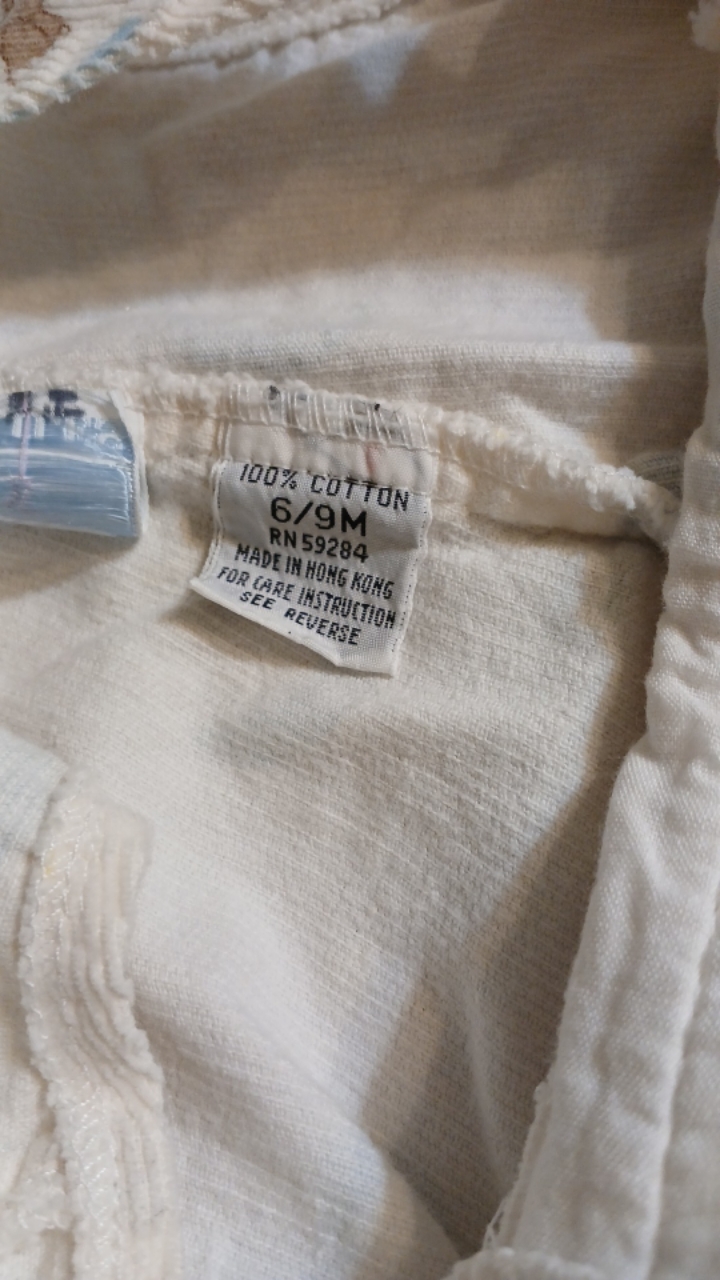 100% COTTON
6/9M
RN 59284
MADE IN HONG KONG
FOR CARE INSTRUCTION
SEE REVERSE